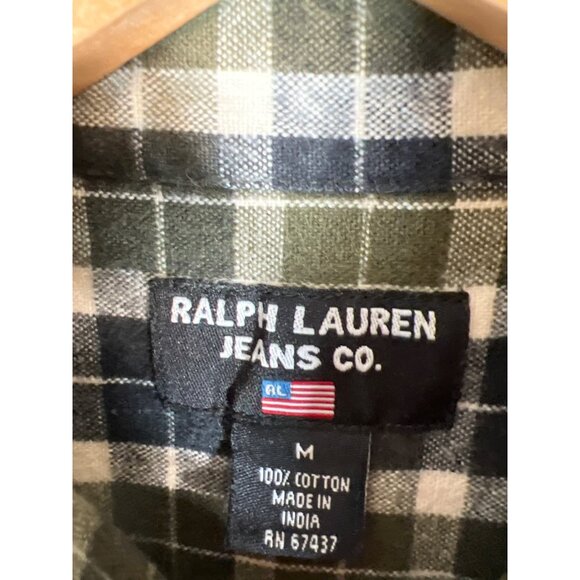 RALPH LAUREN
JEANS CO.
RL
M
100% COTTON
MADE IN
INDIA
RN 67437